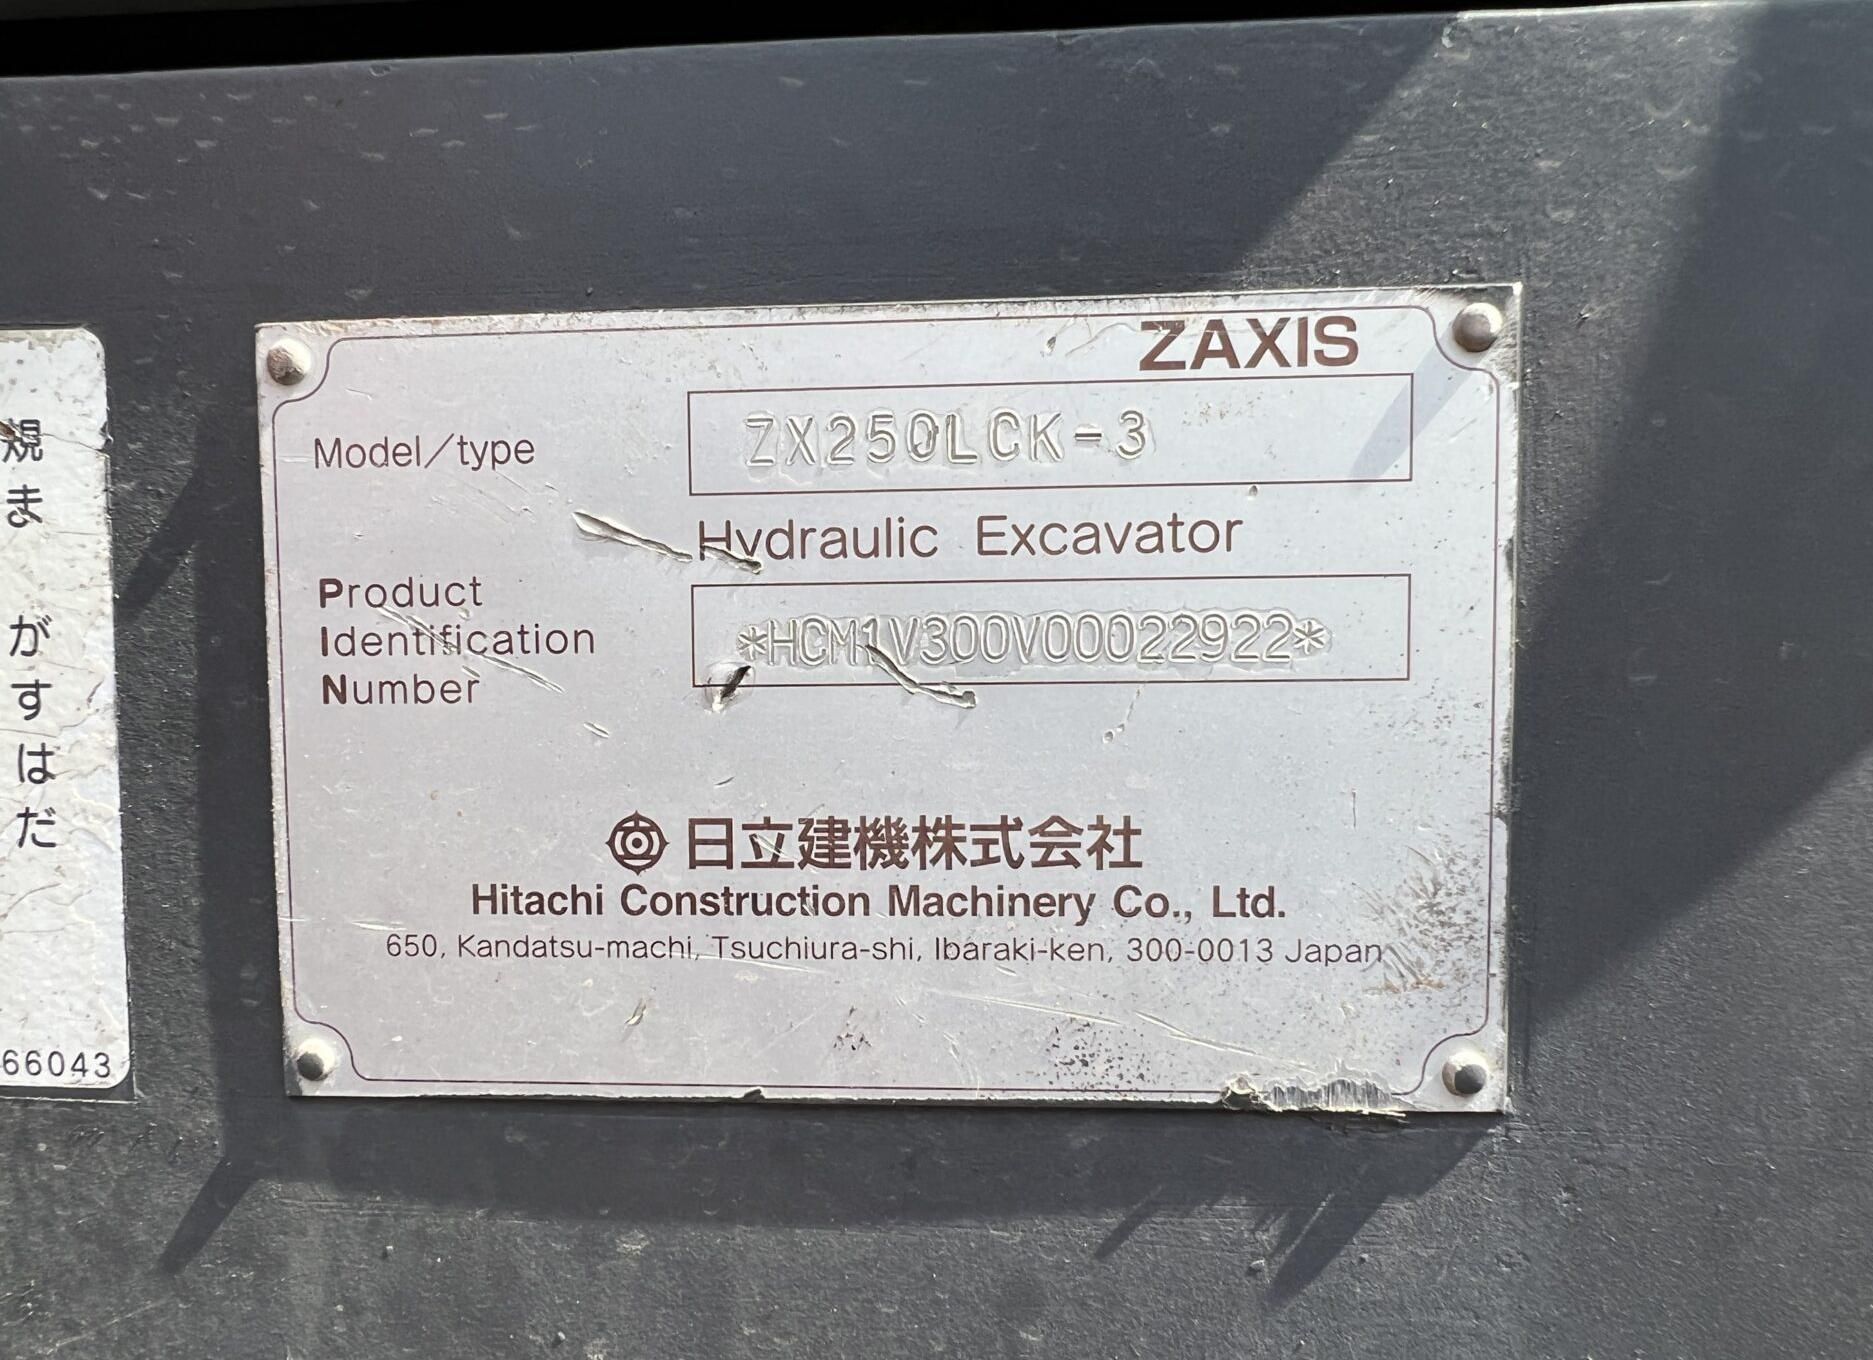 規
ま
がすはだ
66043
ZAXIS
Model/type
ZX250LCK-3
Hydraulic Excavator
Product
Identification
Number
*HCM1V300V00022922*
日立建機株式会社
Hitachi Construction Machinery Co., Ltd.
650, Kandatsu-machi, Tsuchiura-shi, Ibaraki-ken, 300-0013 Japan